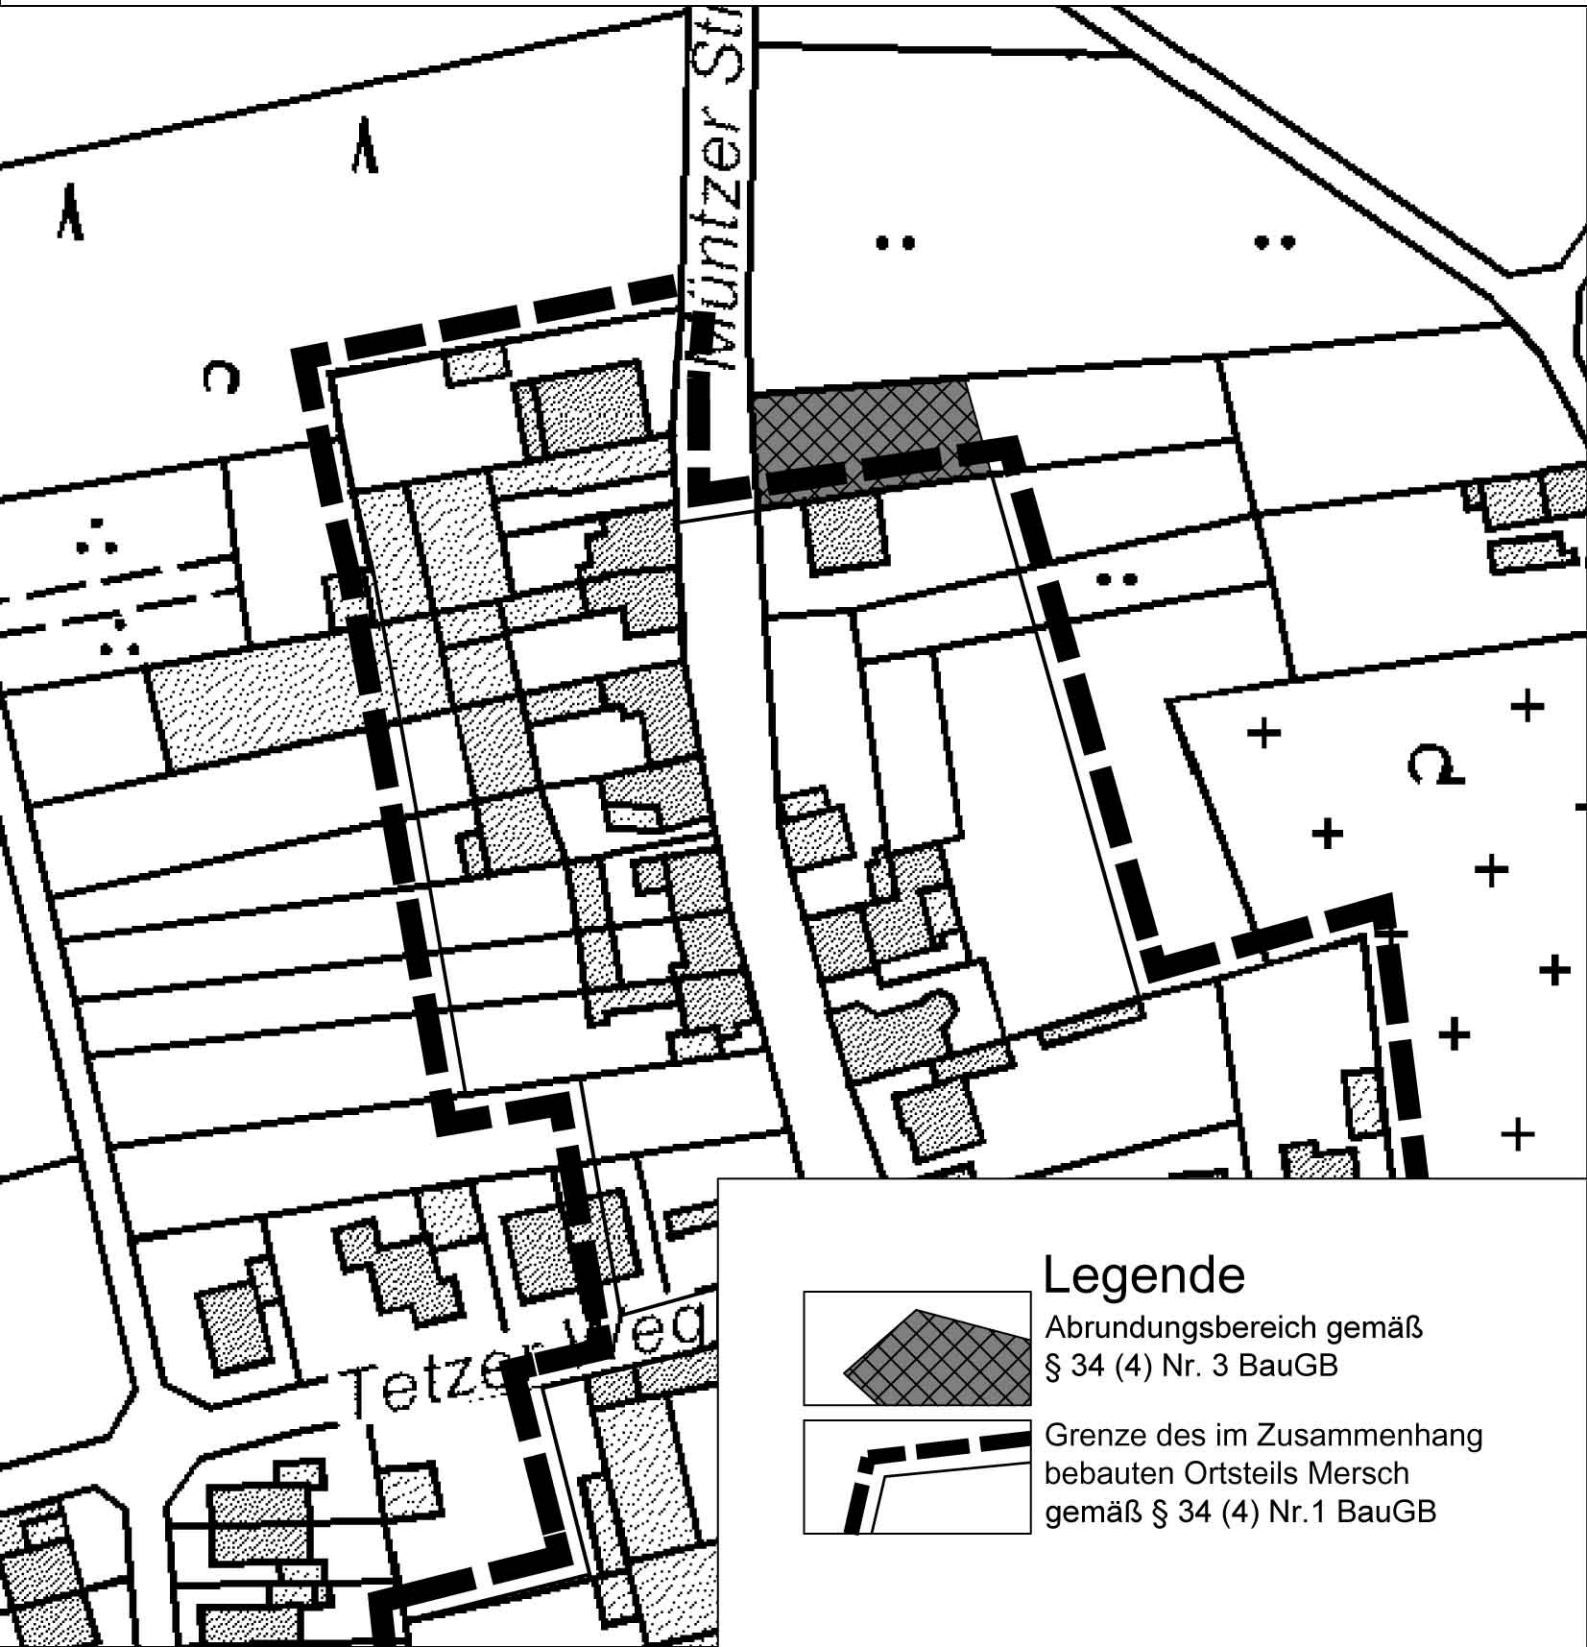 Müntzer St
Tetzer Weg
Legende
Abrundungsbereich gemäß
§ 34 (4) Nr. 3 BauGB
Grenze des im Zusammenhang
bebauten Ortsteils Mersch
gemäß § 34 (4) Nr.1 BauGB